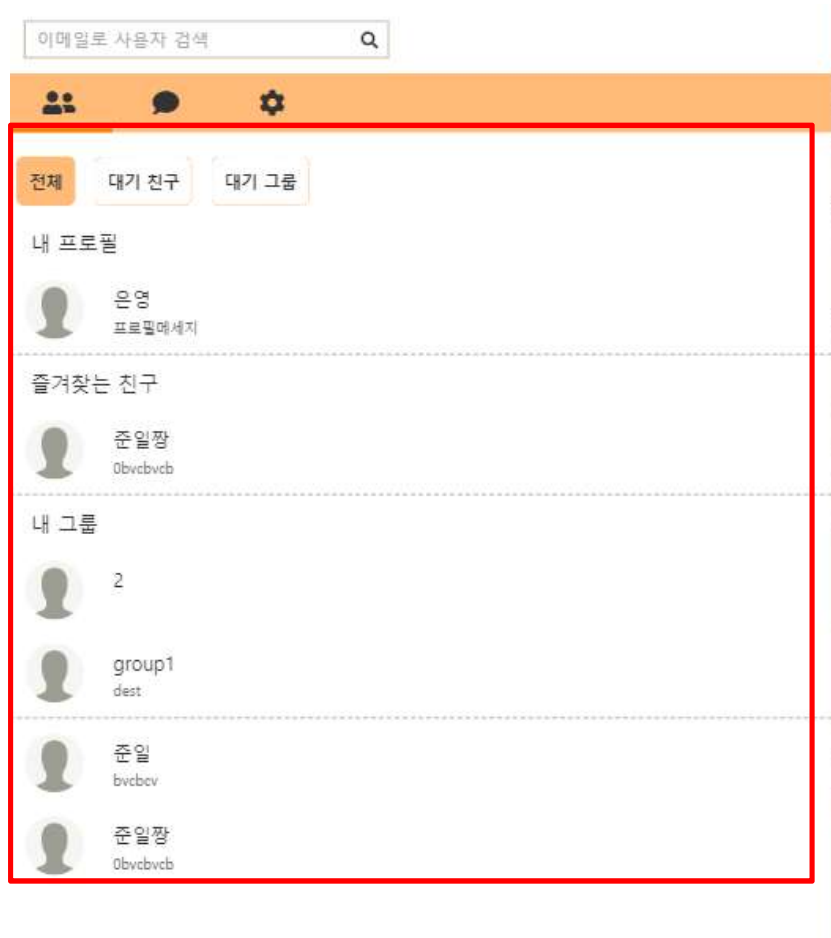 이메일로 사용자 검색
전체 대기 친구 대기 그룹
내 프로필
은영
프로필메세지
즐겨찾는 친구
준일짱
0bvcbvcb
내 그룹
2
group1
dest
준일
bvcbcv
준일짱
0bvcbvcb